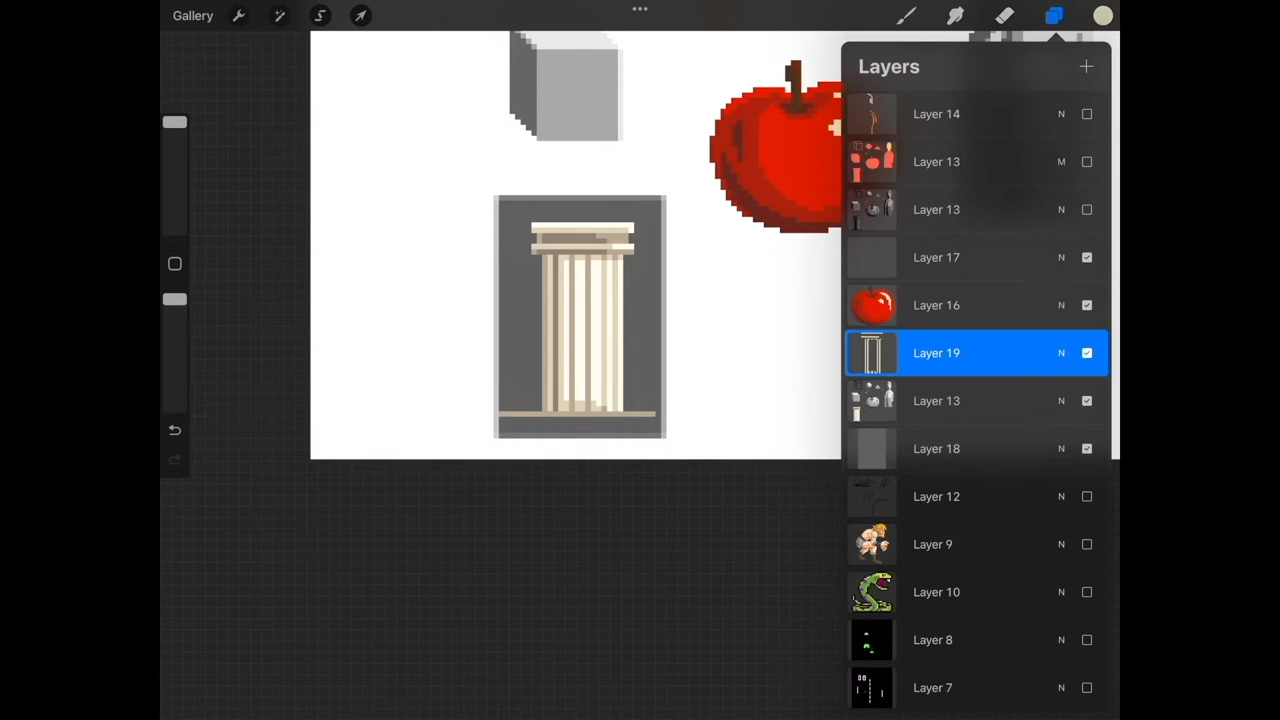 Gallery
Layers
Layer 14 N
Layer 13 M
Layer 13 N
Layer 17 N
Layer 16 N
Layer 19 N
Layer 13 N
Layer 18 N
Layer 12 N
Layer 9 N
Layer 10 N
Layer 8 N
Layer 7 N